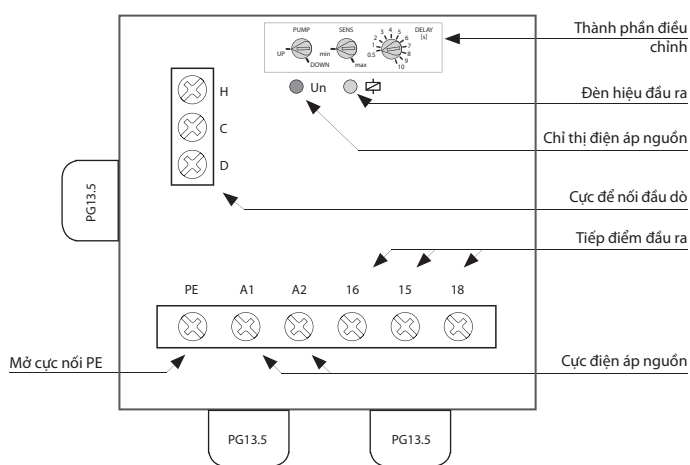 PUMP
UP
DOWN
SENS
min
max
DELAY
[s]
0.5
1
2
3
4
5
6
7
8
9
10
Thành phần điều
chỉnh
Un
Đèn hiệu đầu ra
Chỉ thị điện áp nguồn
H
C
D
PG13.5
Cực để nối đầu dò
Tiếp điểm đầu ra
PE
A1
A2
16
15
18
Mở cực nối PE
Cực điện áp nguồn
PG13.5
PG13.5